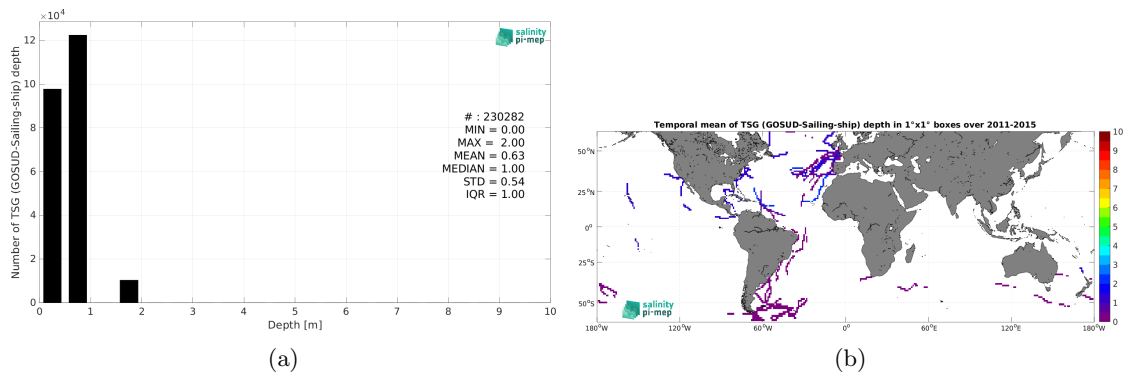 ×10⁴
12
10
8
6
4
2
0
Number of TSG (GOSUD-Sailing-ship) depth
0 1 2 3 4 5 6 7 8 9 10
Depth [m]
salinity
pi-mep
# : 230282
MIN = 0.00
MAX = 2.00
MEAN = 0.63
MEDIAN = 1.00
STD = 0.54
IQR = 1.00
(a)
Temporal mean of TSG (GOSUD-Sailing-ship) depth in 1°x1° boxes over 2011-2015
50°N
25°N
0°
25°S
50°S
180°W 120°W 60°W 0° 60°E 120°E 180°W
salinity
pi-mep
10
9
8
7
6
5
4
3
2
1
0
(b)